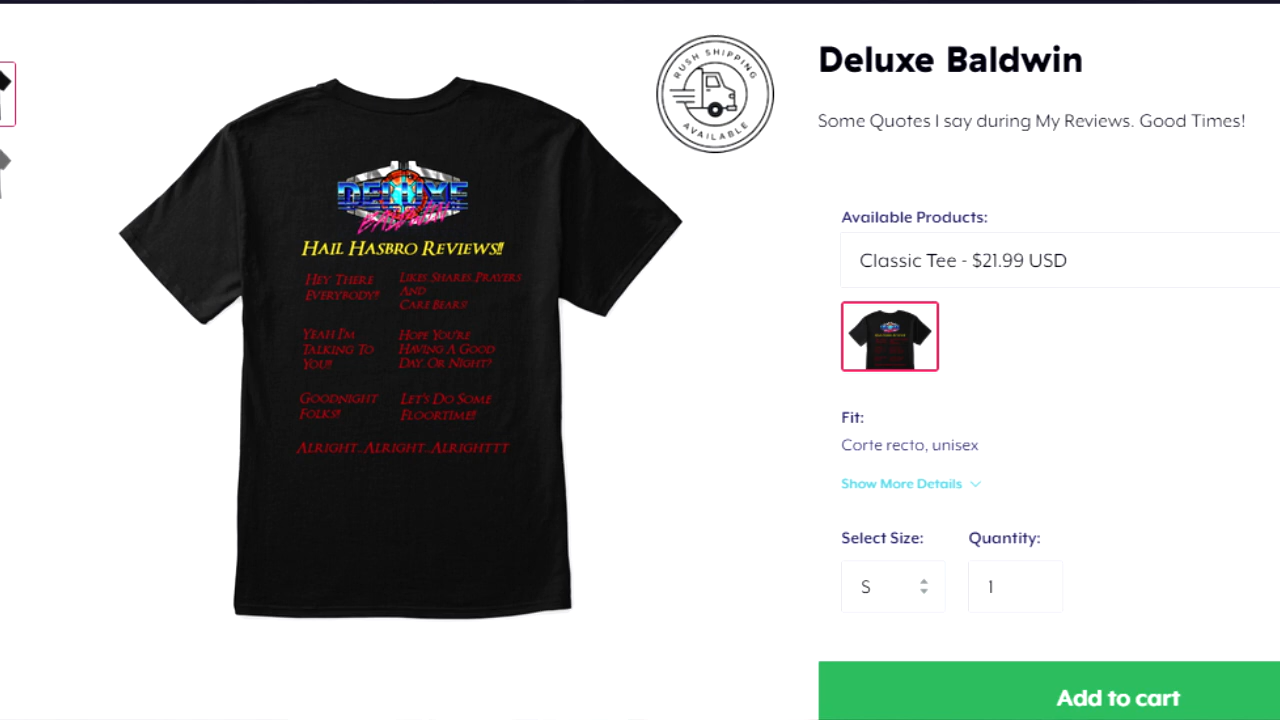 RUSH SHIPPING
AVAILABLE
DELUXE
BALDWIN
HAIL HASBRO REVIEWS!!
HEY THERE
EVERYBODY!!
LIKES, SHARES, PRAYERS
AND
CARE BEARS!
YEAH I'M
TALKING TO
YOU!!
HOPE YOU'RE
HAVING A GOOD
DAY, OR NIGHT?
GOODNIGHT
FOLKS!!
LET'S DO SOME
FLOORTIME!!
ALRIGHT.. ALRIGHT.. ALRIGHTTT
Deluxe Baldwin
Some Quotes I say during My Reviews. Good Times!
Available Products:
Classic Tee - $21.99 USD
Fit:
Corte recto, unisex
Show More Details
Select Size: Quantity:
S 1
Add to cart